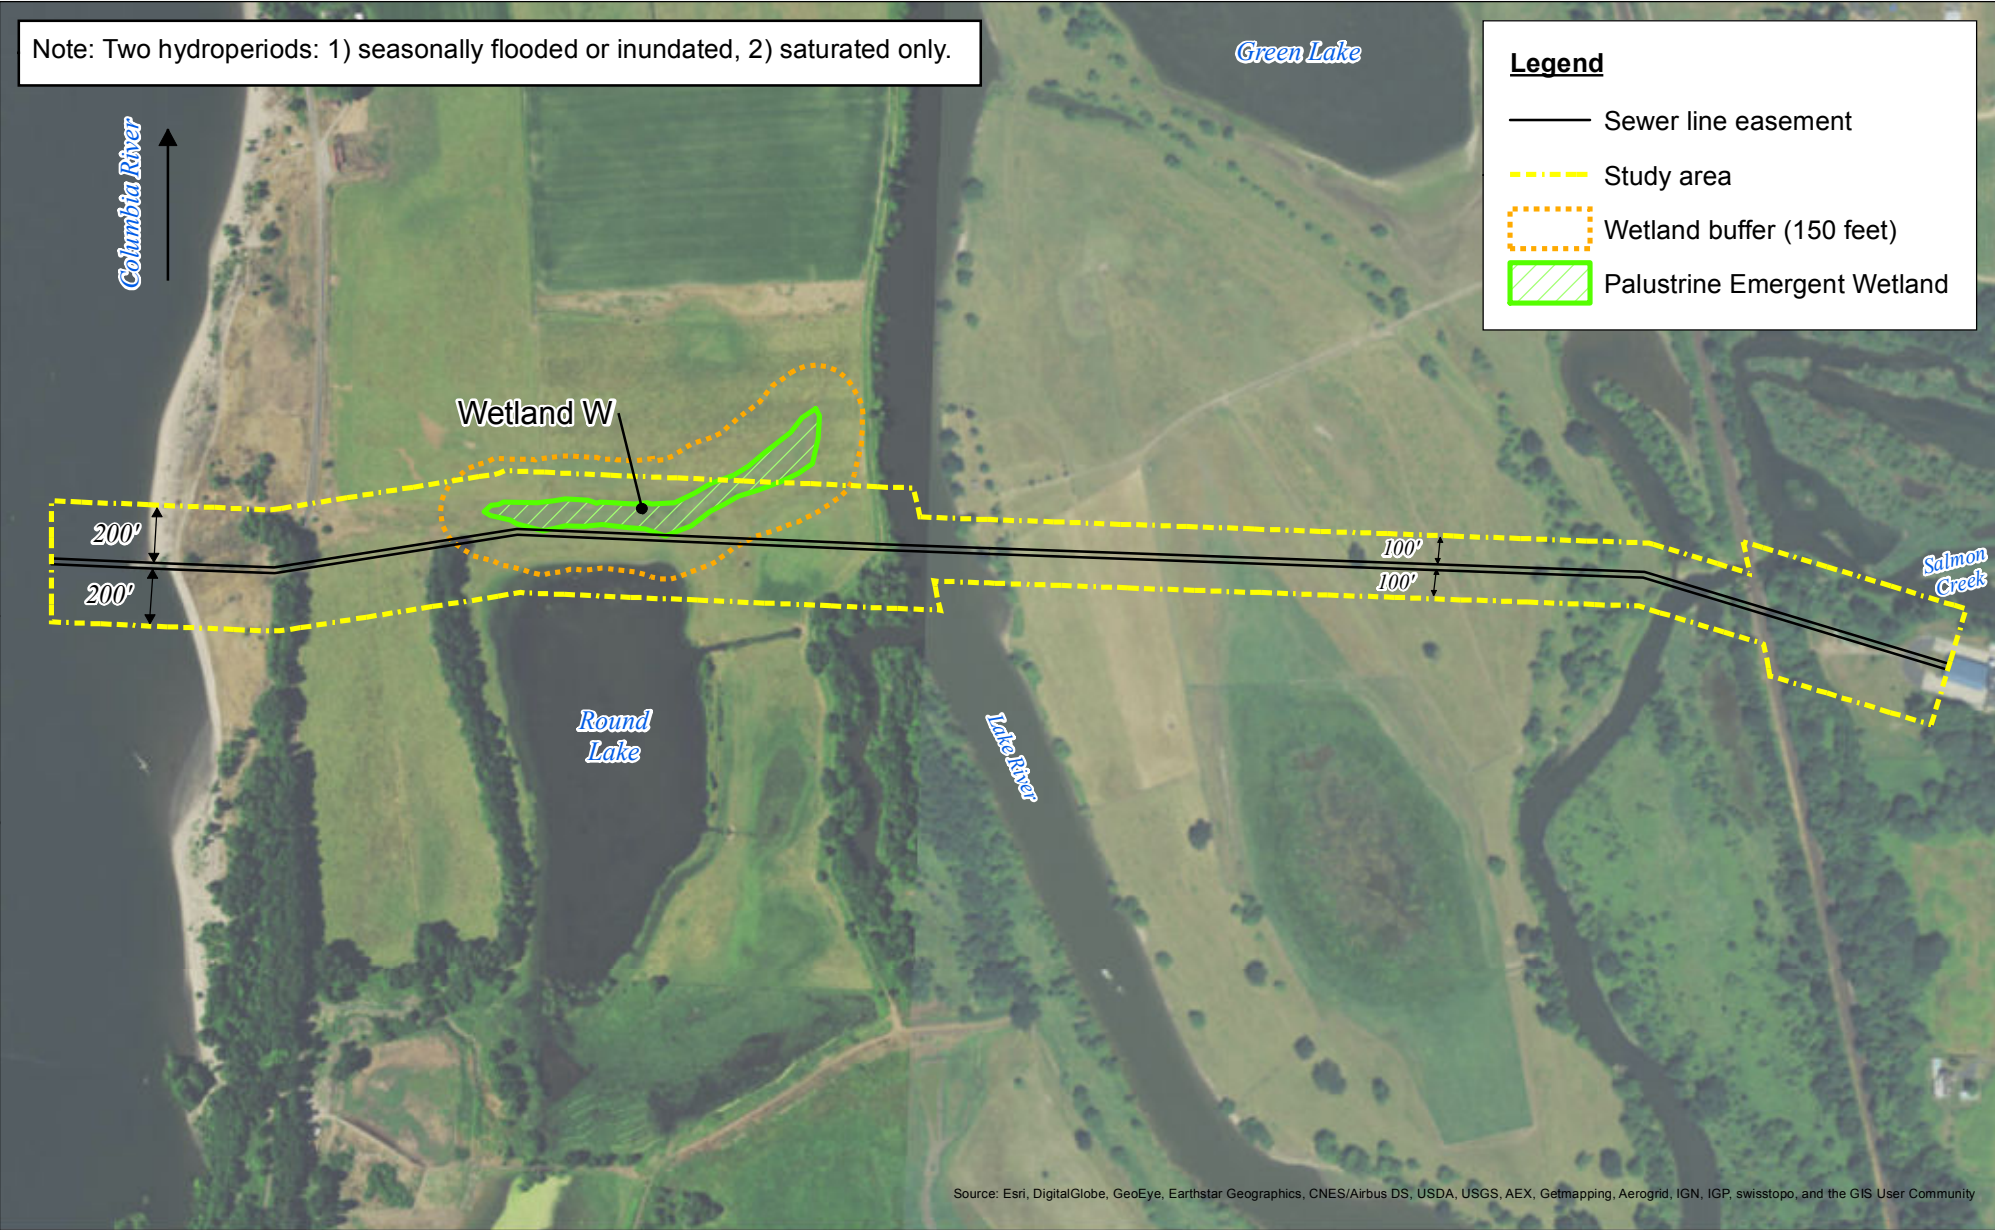 Note: Two hydroperiods: 1) seasonally flooded or inundated, 2) saturated only.
Green Lake
Legend
Sewer line easement
Study area
Wetland buffer (150 feet)
Palustrine Emergent Wetland
Columbia River
Wetland W
200'
200'
100'
100'
Salmon
Creek
Round
Lake
Lake River
Source: Esri, DigitalGlobe, GeoEye, Earthstar Geographics, CNES/Airbus DS, USDA, USGS, AEX, Getmapping, Aerogrid, IGN, IGP, swisstopo, and the GIS User Community